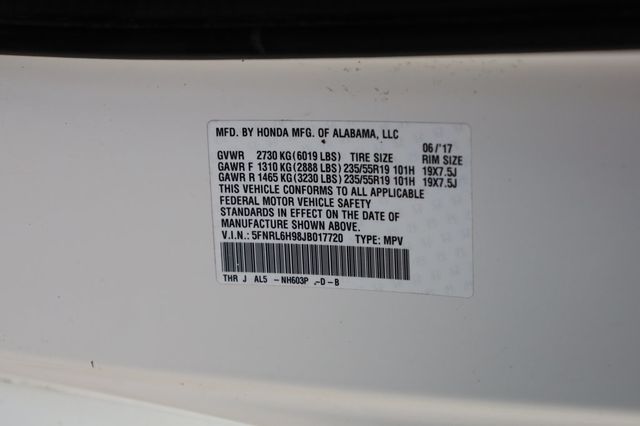 MFD. BY HONDA MFG. OF ALABAMA, LLC 06/'17
GVWR 2730 KG(6019 LBS) TIRE SIZE RIM SIZE
GAWR F 1310 KG(2888 LBS) 235/55R19 101H 19X7.5J
GAWR R 1465 KG(3230 LBS) 235/55R19 101H 19X7.5J
THIS VEHICLE CONFORMS TO ALL APPLICABLE
FEDERAL MOTOR VEHICLE SAFETY
STANDARDS IN EFFECT ON THE DATE OF
MANUFACTURE SHOWN ABOVE.
V.I.N.: 5FNRL6H98JB017720 TYPE: MPV
THR J AL5 -NH603P .-D-B